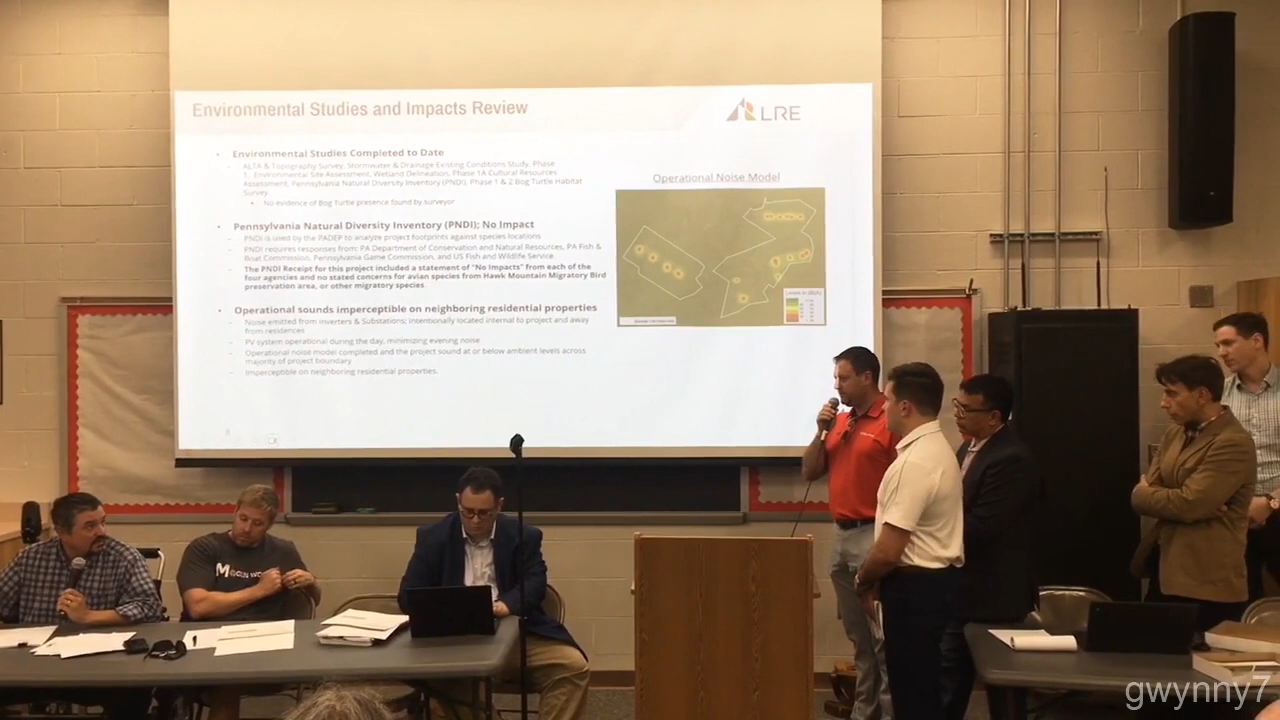 Environmental Studies and Impacts Review
LRE
Environmental Studies Completed to Date
ALTA & Topography Survey, Stormwater & Drainage Existing Conditions Study, Phase
1, Environmental Site Assessment, Wetland Delineation, Phase 1A Cultural Resources
Assessment, Pennsylvania Natural Diversity Inventory (PNDI), Phase 1 & 2 Bog Turtle Habitat
Survey
No evidence of Bog Turtle presence found by surveyor
Operational Noise Model
Pennsylvania Natural Diversity Inventory (PNDI); No Impact
PNDI is used by the PADEP to analyze project footprints against species locations
PNDI requires responses from: PA Department of Conservation and Natural Resources, PA Fish &
Boat Commission, Pennsylvania Game Commission, and US Fish and Wildlife Service.
The PNDI Receipt for this project included a statement of "No Impacts" from each of the
four agencies and no stated concerns for avian species from Hawk Mountain Migratory Bird
preservation area, or other migratory species.
Operational sounds imperceptible on neighboring residential properties
Noise emitted from Inverters & Substations; Intentionally located internal to project and away
from residences
PV system operational during the day, minimizing evening noise
Operational noise model completed and the project sound at or below ambient levels across
majority of project boundary
Imperceptible on neighboring residential properties.
gwynny7